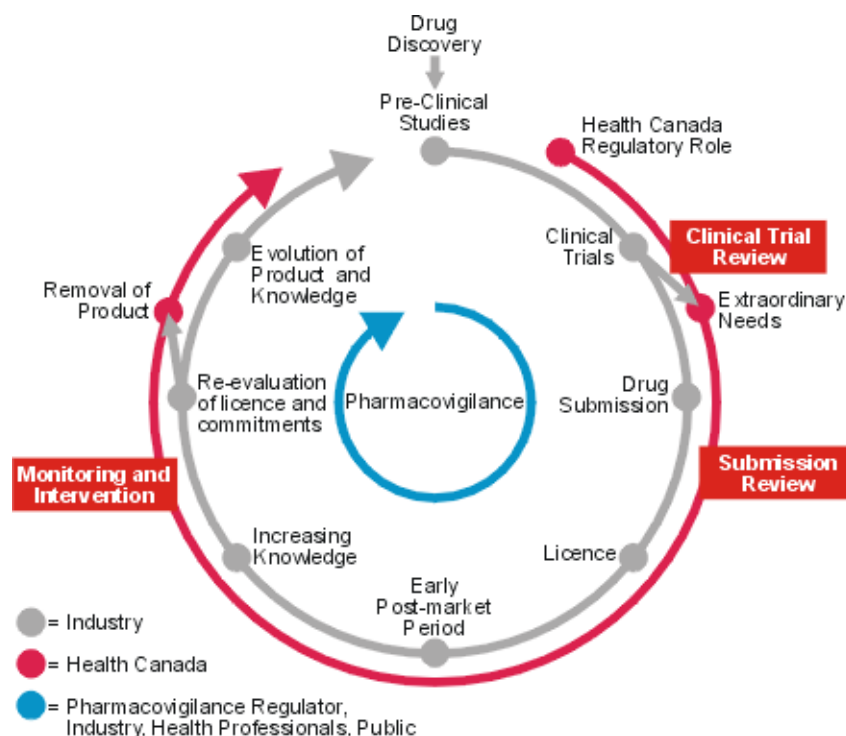 Drug
Discovery
Pre-Clinical
Studies
Health Canada
Regulatory Role
Clinical
Trials
Clinical Trial
Review
Extraordinary
Needs
Drug
Submission
Submission
Review
Licence
Early
Post-market
Period
Increasing
Knowledge
Monitoring and
Intervention
Re-evaluation
of licence and
commitments
Removal of
Product
Evolution of
Product and
Knowledge
Pharmacovigilance
= Industry
= Health Canada
= Pharmacovigilance Regulator,
Industry, Health Professionals, Public